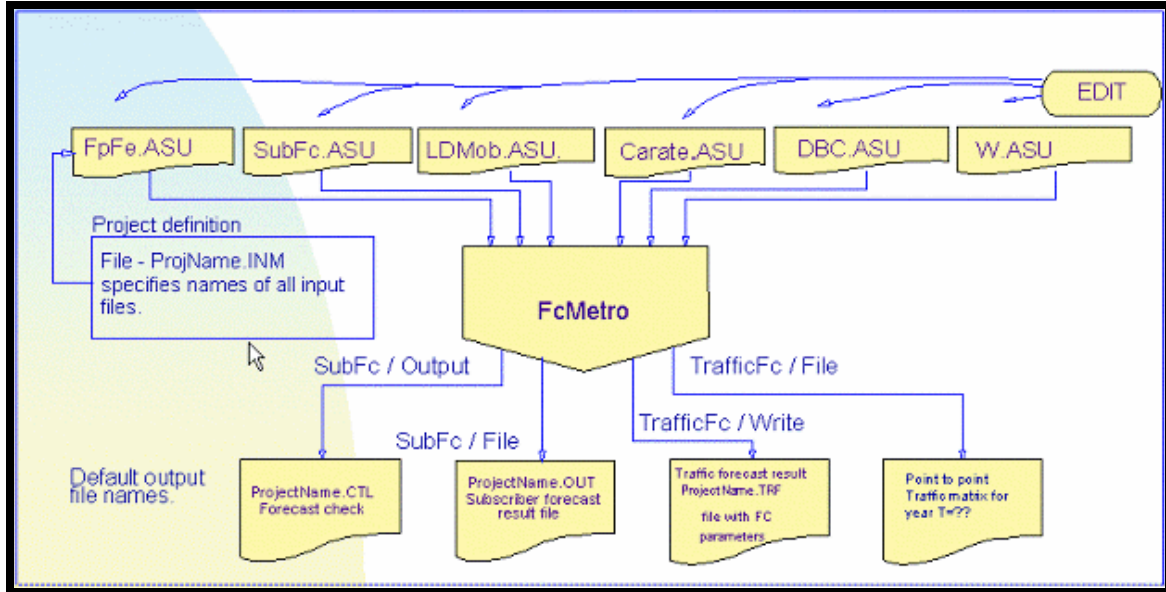 EDIT
FpFe.ASU
SubFc.ASU
LDMob.ASU.
Carate.ASU
DBC.ASU
W.ASU
Project definition
File - ProjName.INM
specifies names of all input
files.
FcMetro
SubFc / Output
TrafficFc / File
SubFc / File
TrafficFc / Write
Default output
file names.
ProjectName.CTL
Forecast check
ProjectName.OUT
Subscriber forecast
result file
Traffic forecast result
ProjectName.TRF
file with FC
parameters
Point to point
Traffic matrix for
year T=??